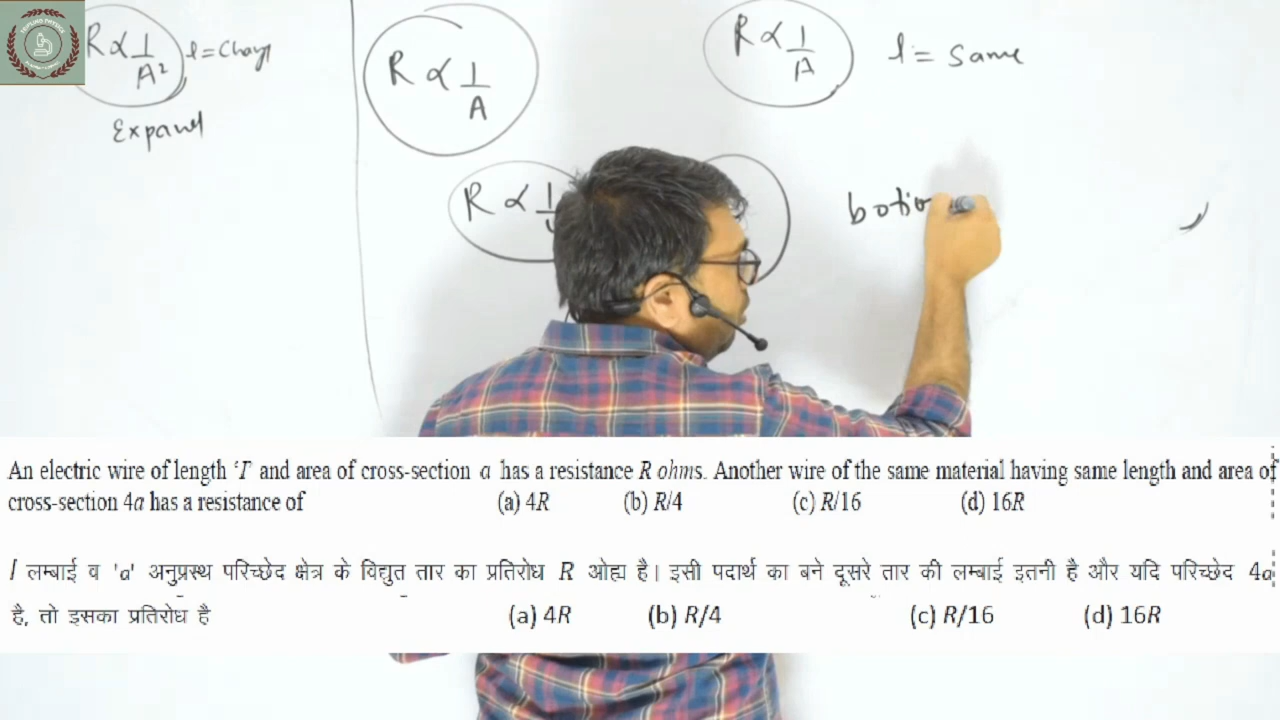 TRIPLING PHYSICS
R ∝ 1/A² l = Change
Expand
R ∝ 1/A
R ∝ 1/A l = Same
R ∝ 1/
An electric wire of length 'l' and area of cross-section a has a resistance R ohms. Another wire of the same material having same length and area of
cross-section 4a has a resistance of (a) 4R (b) R/4 (c) R/16 (d) 16R
l लम्बाई व 'a' अनुप्रस्थ परिच्छेद क्षेत्र के विद्युत तार का प्रतिरोध R ओह्म है। इसी पदार्थ का बने दूसरे तार की लम्बाई इतनी है और यदि परिच्छेद 4a
है, तो इसका प्रतिरोध है (a) 4R (b) R/4 (c) R/16 (d) 16R